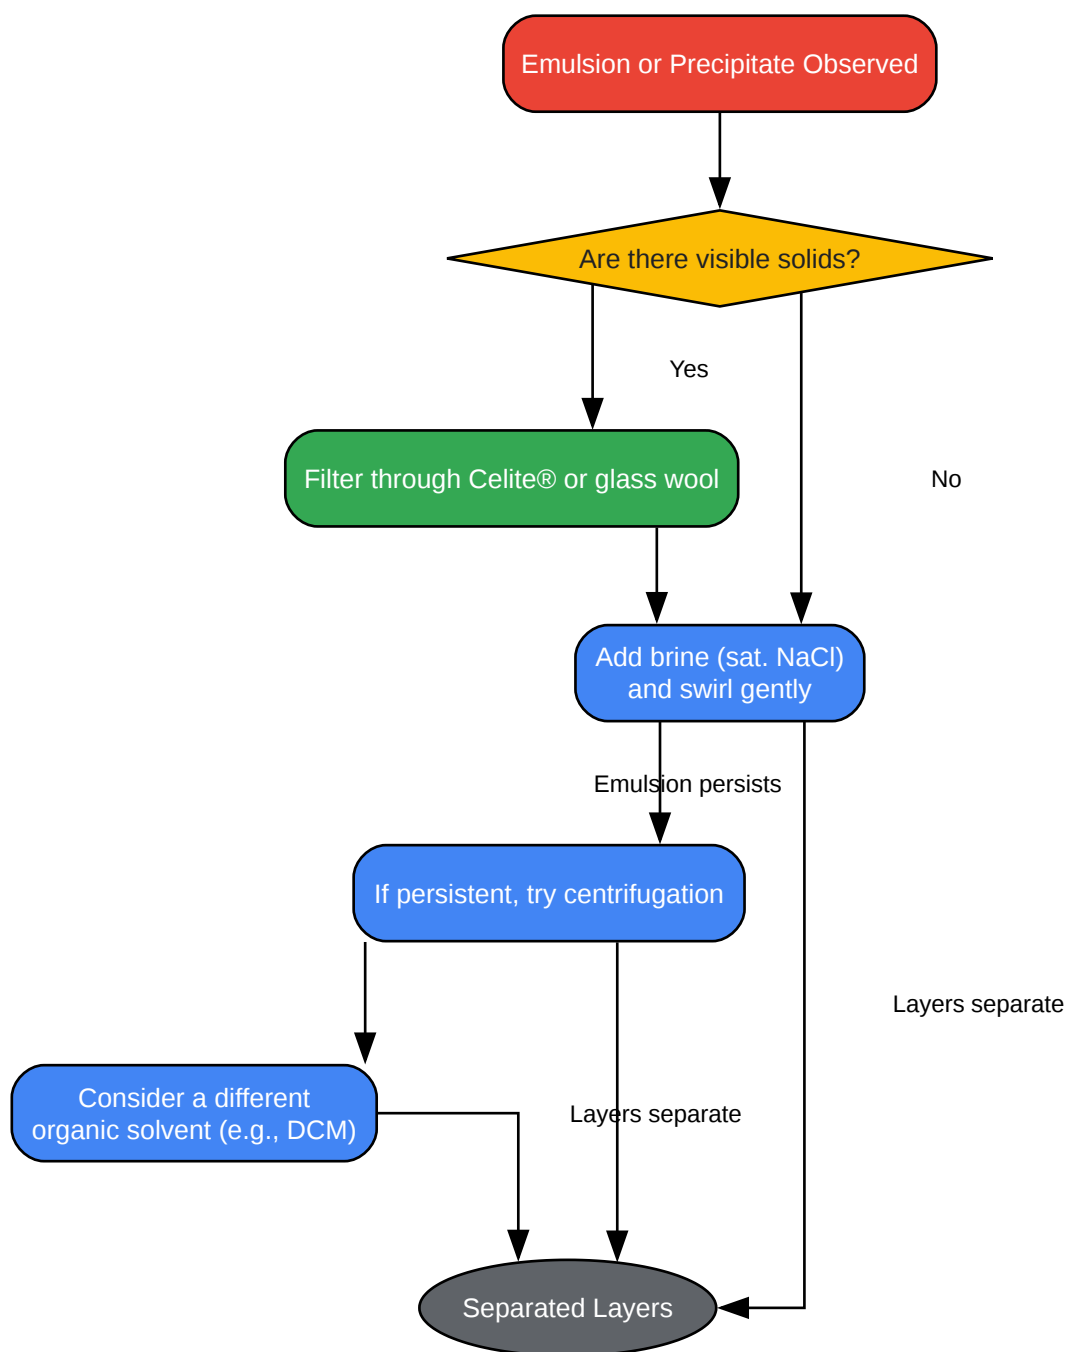 Emulsion or Precipitate Observed
Are there visible solids?
Yes
Filter through Celite® or glass wool
No
Add brine (sat. NaCl)
and swirl gently
Emulsion persists
If persistent, try centrifugation
Layers separate
Consider a different
organic solvent (e.g., DCM)
Layers separate
Separated Layers